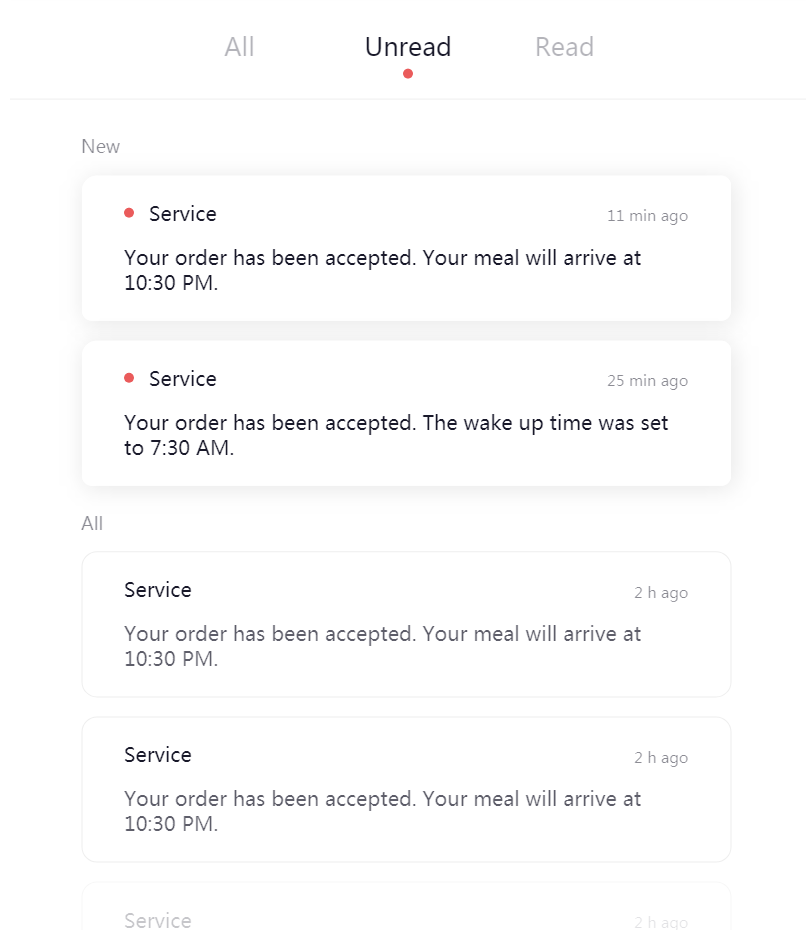 All Unread Read
New
Service 11 min ago
Your order has been accepted. Your meal will arrive at
10:30 PM.
Service 25 min ago
Your order has been accepted. The wake up time was set
to 7:30 AM.
All
Service 2 h ago
Your order has been accepted. Your meal will arrive at
10:30 PM.
Service 2 h ago
Your order has been accepted. Your meal will arrive at
10:30 PM.
Service 2 h ago